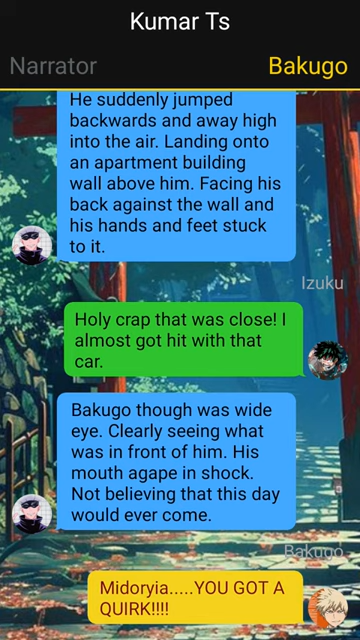 Kumar Ts
Narrator Bakugo
He suddenly jumped
backwards and away high
into the air. Landing onto
an apartment building
wall above him. Facing his
back against the wall and
his hands and feet stuck
to it.
Izuku
Holy crap that was close! I
almost got hit with that
car.
Bakugo though was wide
eye. Clearly seeing what
was in front of him. His
mouth agape in shock.
Not believing that this day
would ever come.
Bakugo
Midoryia.....YOU GOT A
QUIRK!!!!